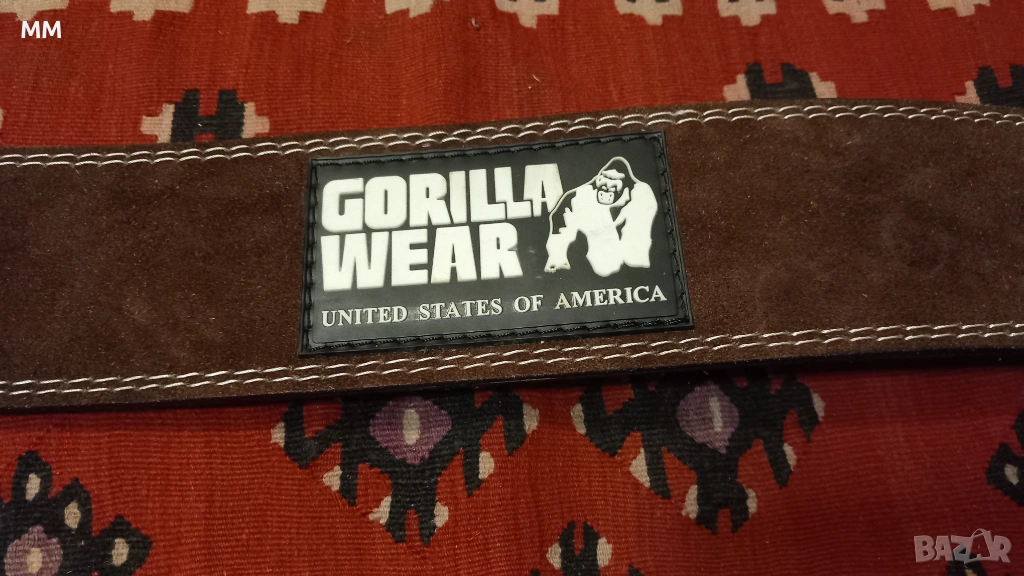 MM
GORILLA
WEAR
UNITED STATES OF AMERICA
BAZAR